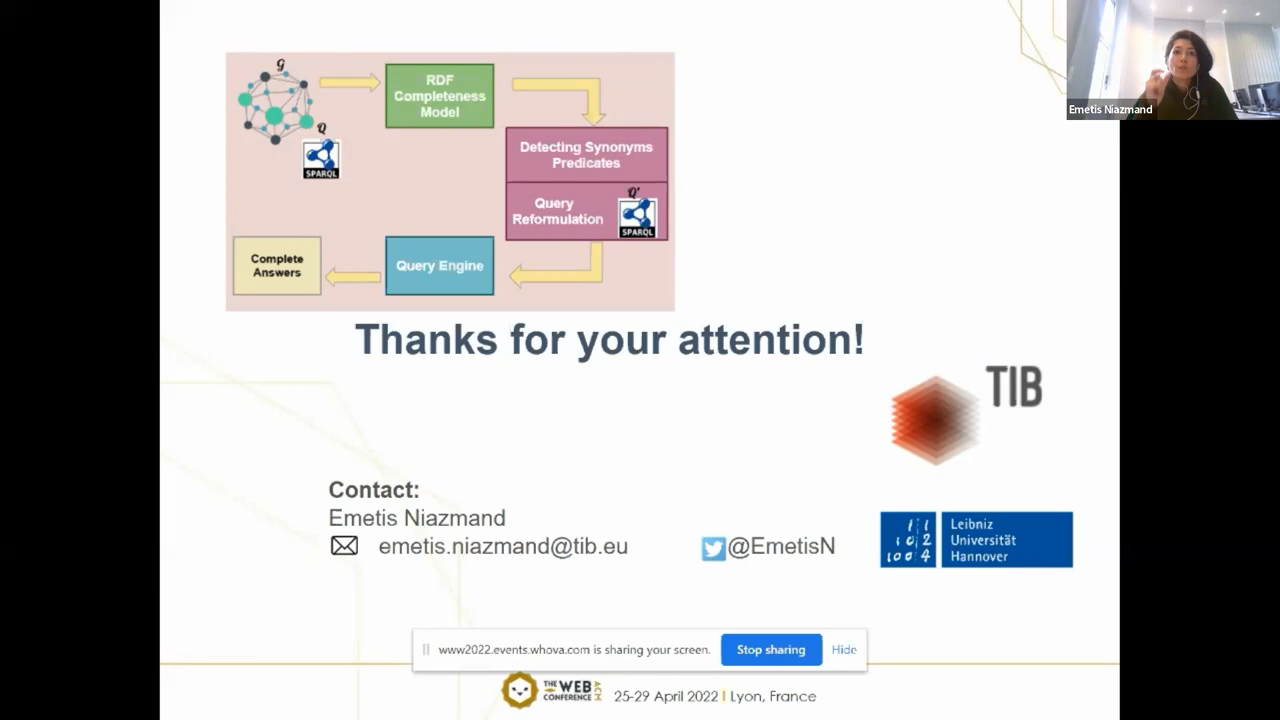 G
RDF
Completeness
Model
Q
SPARQL
Detecting Synonyms
Predicates
Query
Reformulation
Q'
SPARQL
Complete
Answers
Query Engine
Emetis Niazmand
Thanks for your attention!
TIB
Contact:
Emetis Niazmand
emetis.niazmand@tib.eu
@EmetisN
Leibniz
Universität
Hannover
www2022.events.whova.com is sharing your screen.
Stop sharing
Hide
THE WEB
CONFERENCE
ACM
25-29 April 2022 | Lyon, France